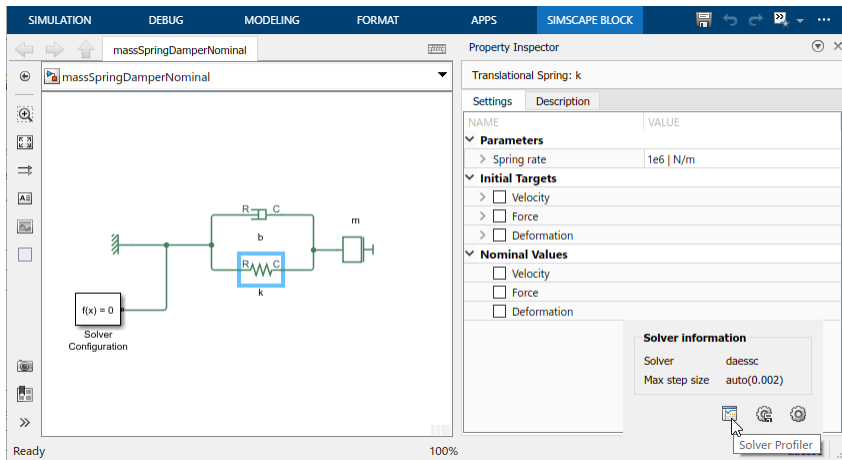 SIMULATION DEBUG MODELING FORMAT APPS SIMSCAPE BLOCK
massSpringDamperNominal
massSpringDamperNominal
A
R C
b
m
R C
k
f(x) = 0
Solver
Configuration
Ready
100%
Property Inspector
Translational Spring: k
Settings Description
NAME VALUE
Parameters
Spring rate 1e6 | N/m
Initial Targets
Velocity
Force
Deformation
Nominal Values
Velocity
Force
Deformation
Solver information
Solver daessc
Max step size auto(0.002)
Solver Profiler